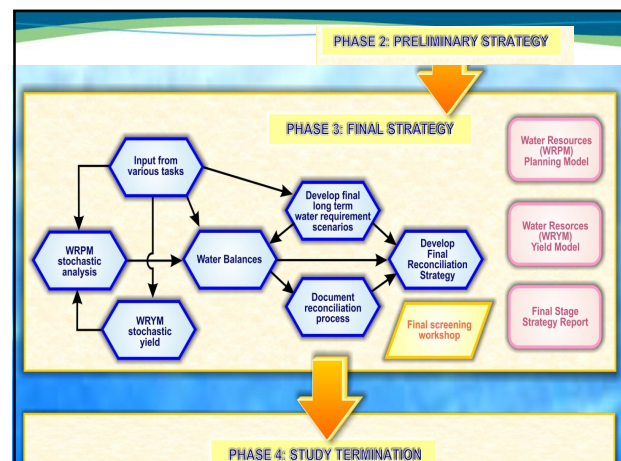 PHASE 2: PRELIMINARY STRATEGY
PHASE 3: FINAL STRATEGY
Input from
various tasks
Develop final
long term
water requirement
scenarios
WRPM
stochastic
analysis
Water Balances
Develop
Final
Reconciliation
Strategy
WRYM
stochastic
yield
Document
reconciliation
process
Final screening
workshop
Water Resources
(WRPM)
Planning Model
Water Resorces
(WRYM)
Yield Model
Final Stage
Strategy Report
PHASE 4: STUDY TERMINATION